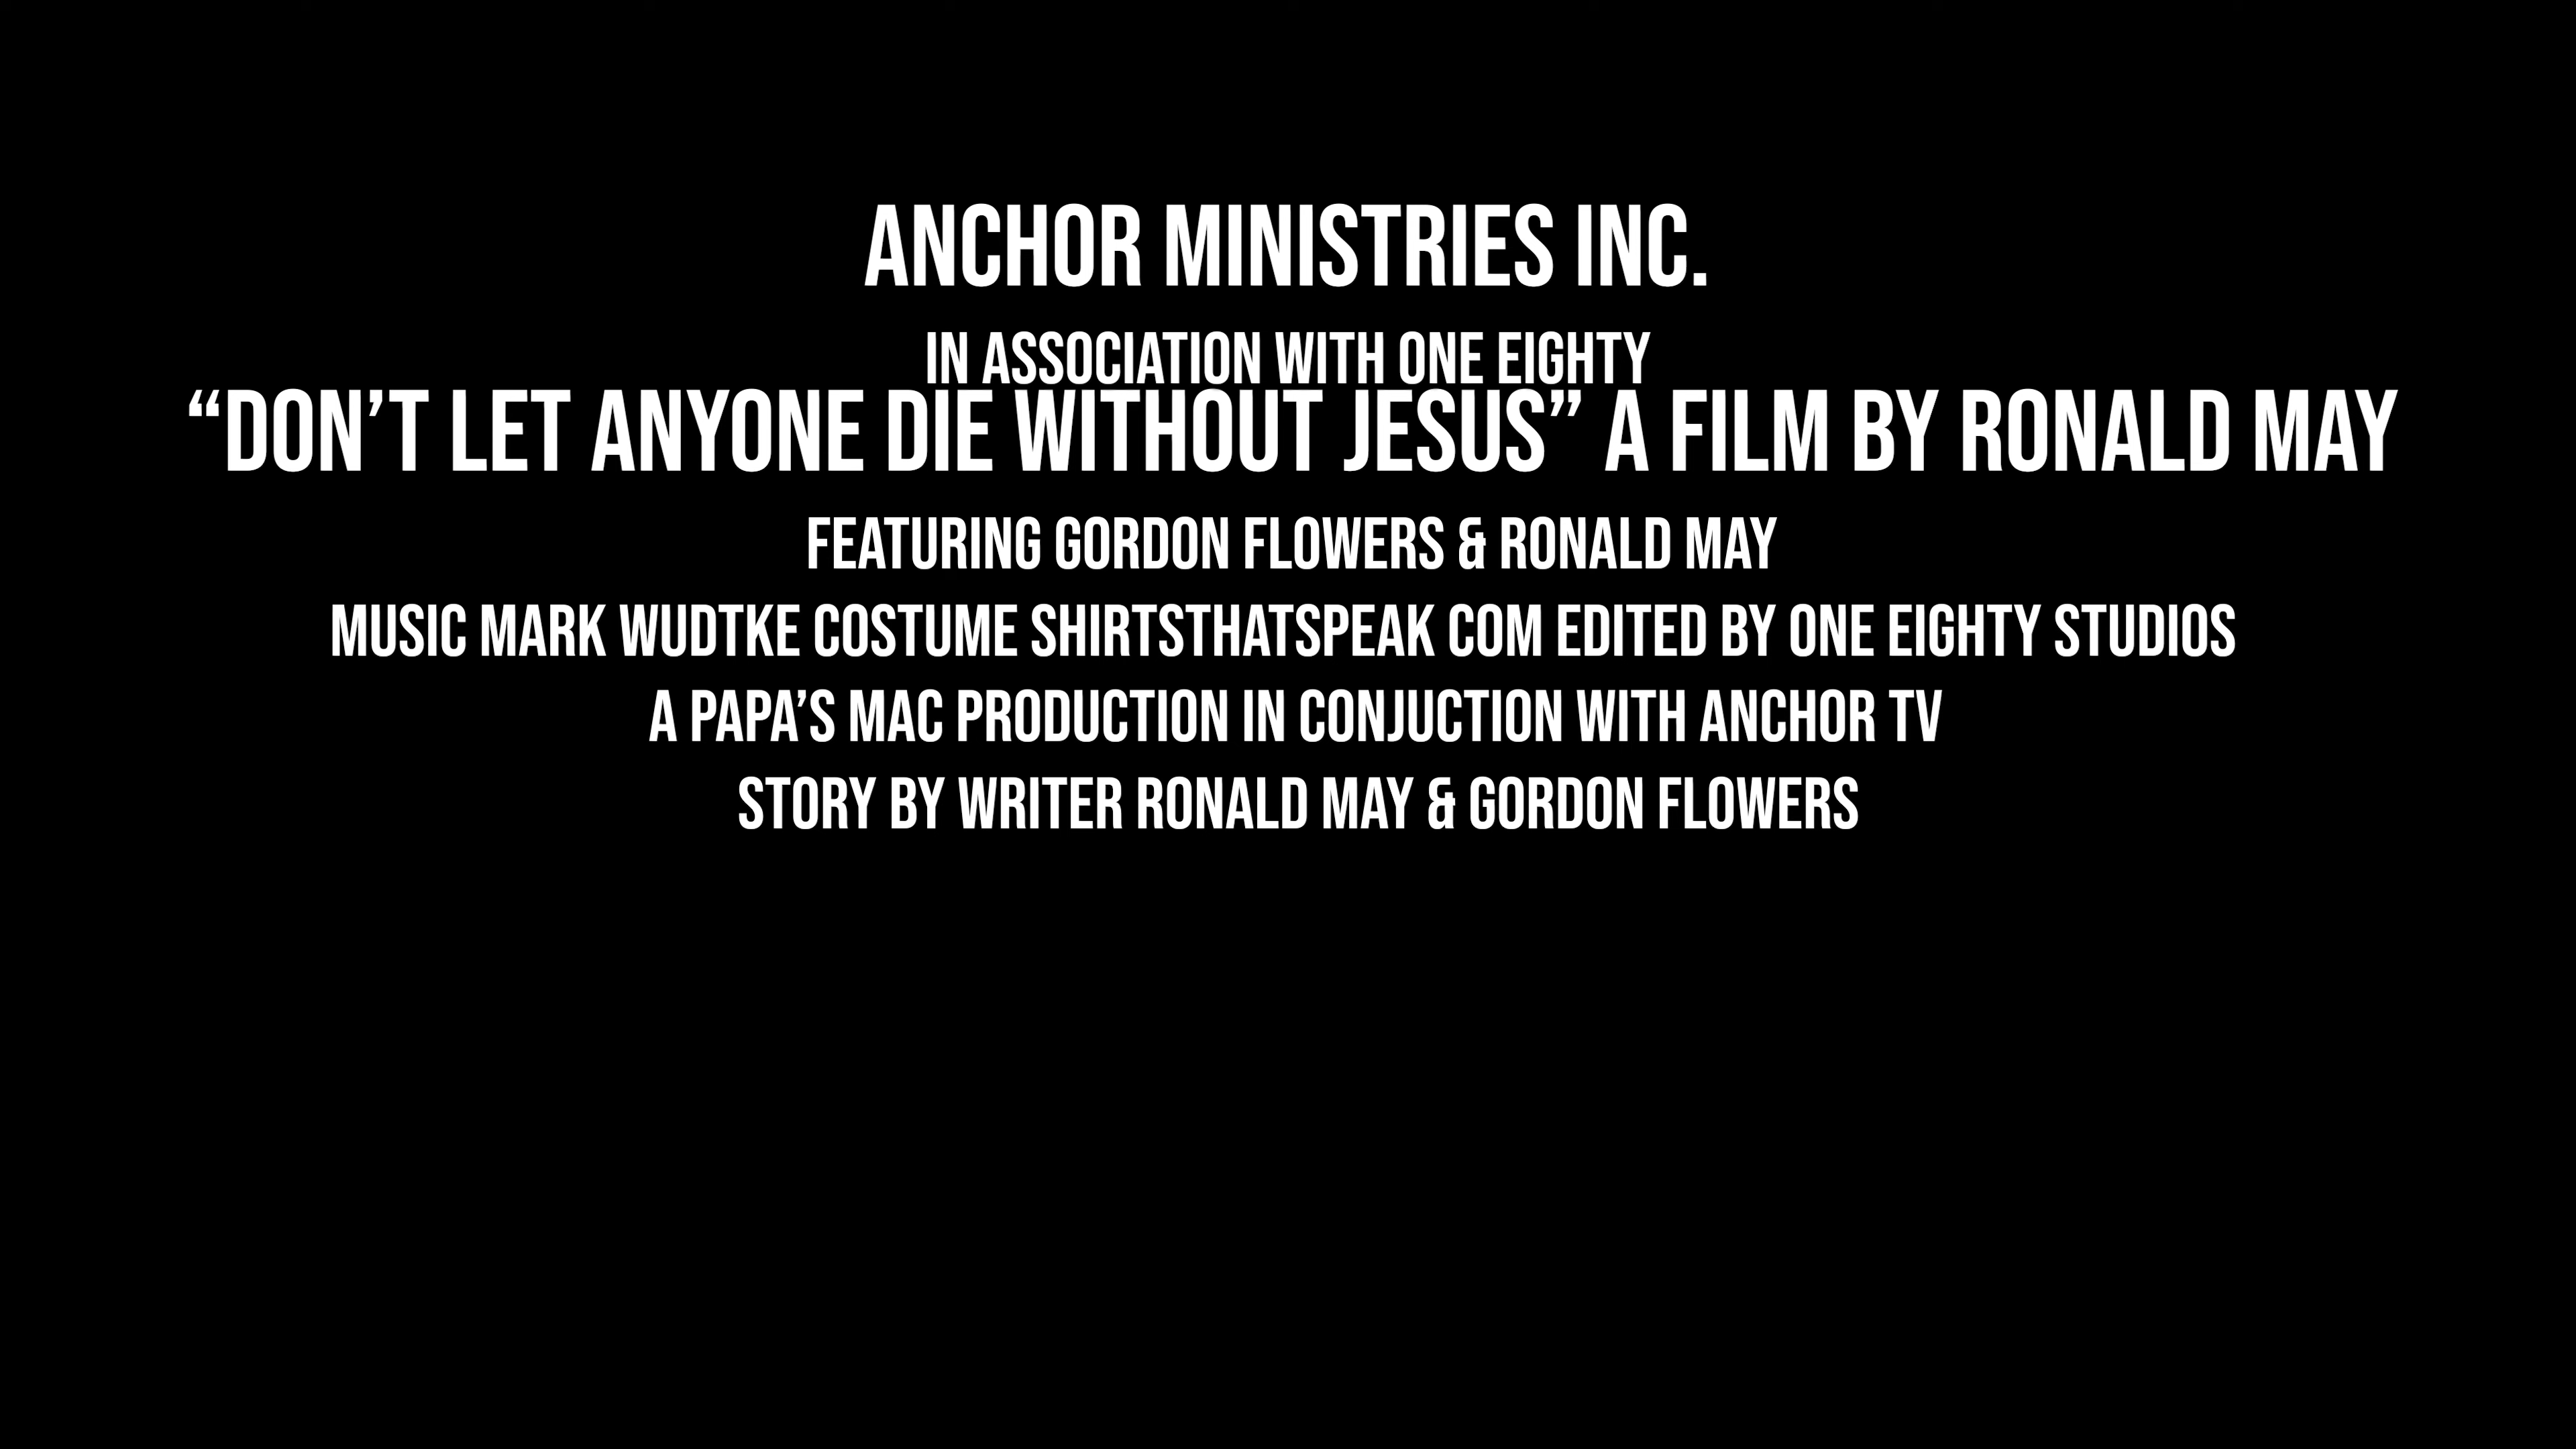 ANCHOR MINISTRIES INC.
IN ASSOCIATION WITH ONE EIGHTY
“DON’T LET ANYONE DIE WITHOUT JESUS” A FILM BY RONALD MAY
FEATURING GORDON FLOWERS & RONALD MAY
MUSIC MARK WUDTKE COSTUME SHIRTSTHATSPEAK COM EDITED BY ONE EIGHTY STUDIOS
A PAPA’S MAC PRODUCTION IN CONJUCTION WITH ANCHOR TV
STORY BY WRITER RONALD MAY & GORDON FLOWERS